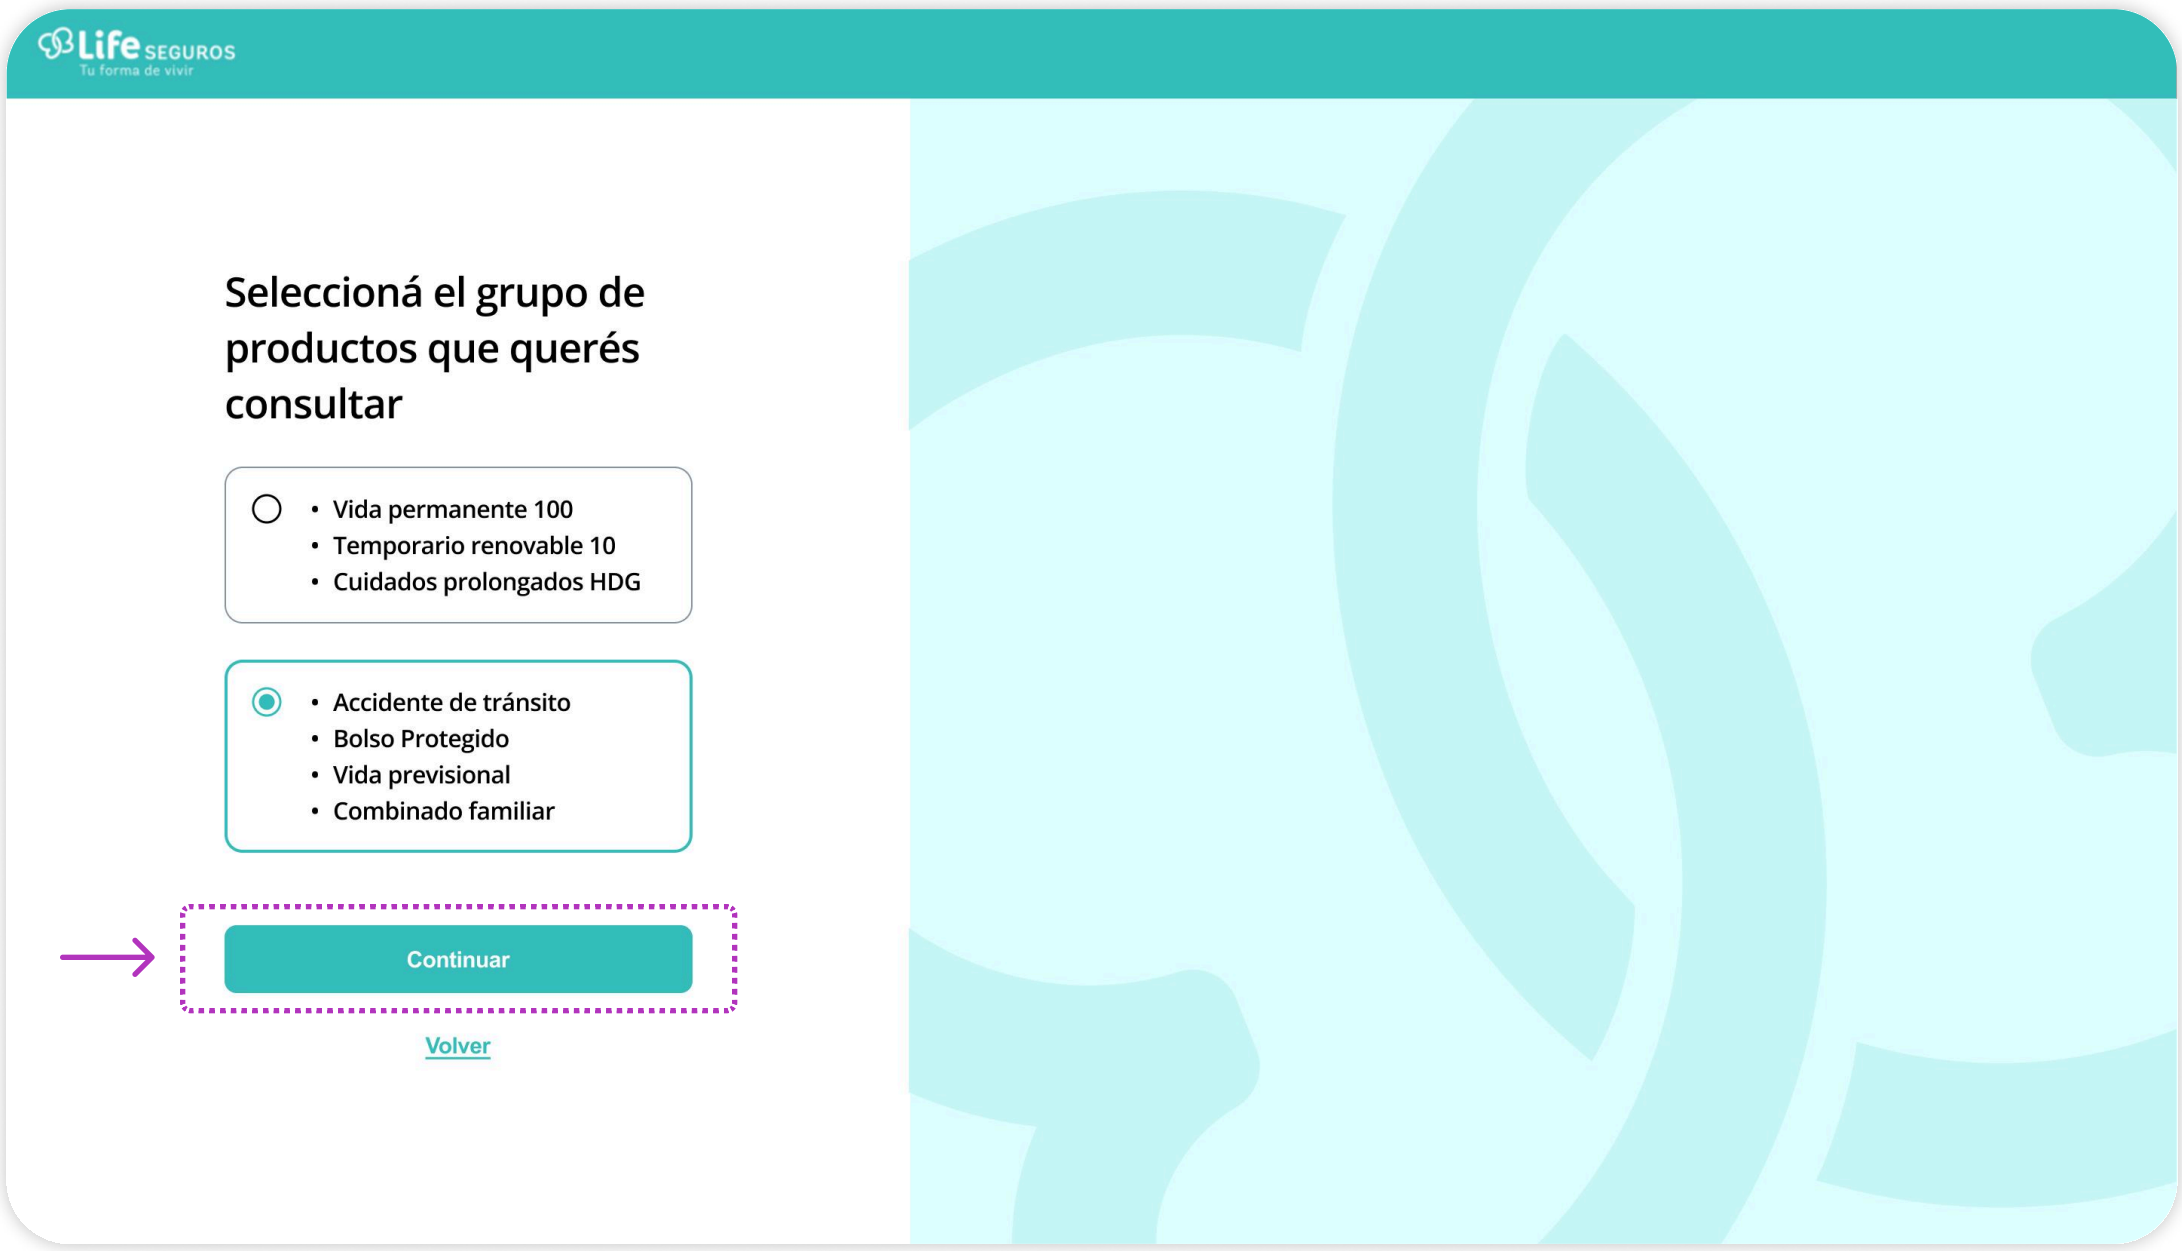 Life SEGUROS
Tu forma de vivir
Seleccioná el grupo de
productos que querés
consultar
• Vida permanente 100
• Temporario renovable 10
• Cuidados prolongados HDG
• Accidente de tránsito
• Bolso Protegido
• Vida previsional
• Combinado familiar
Continuar
Volver